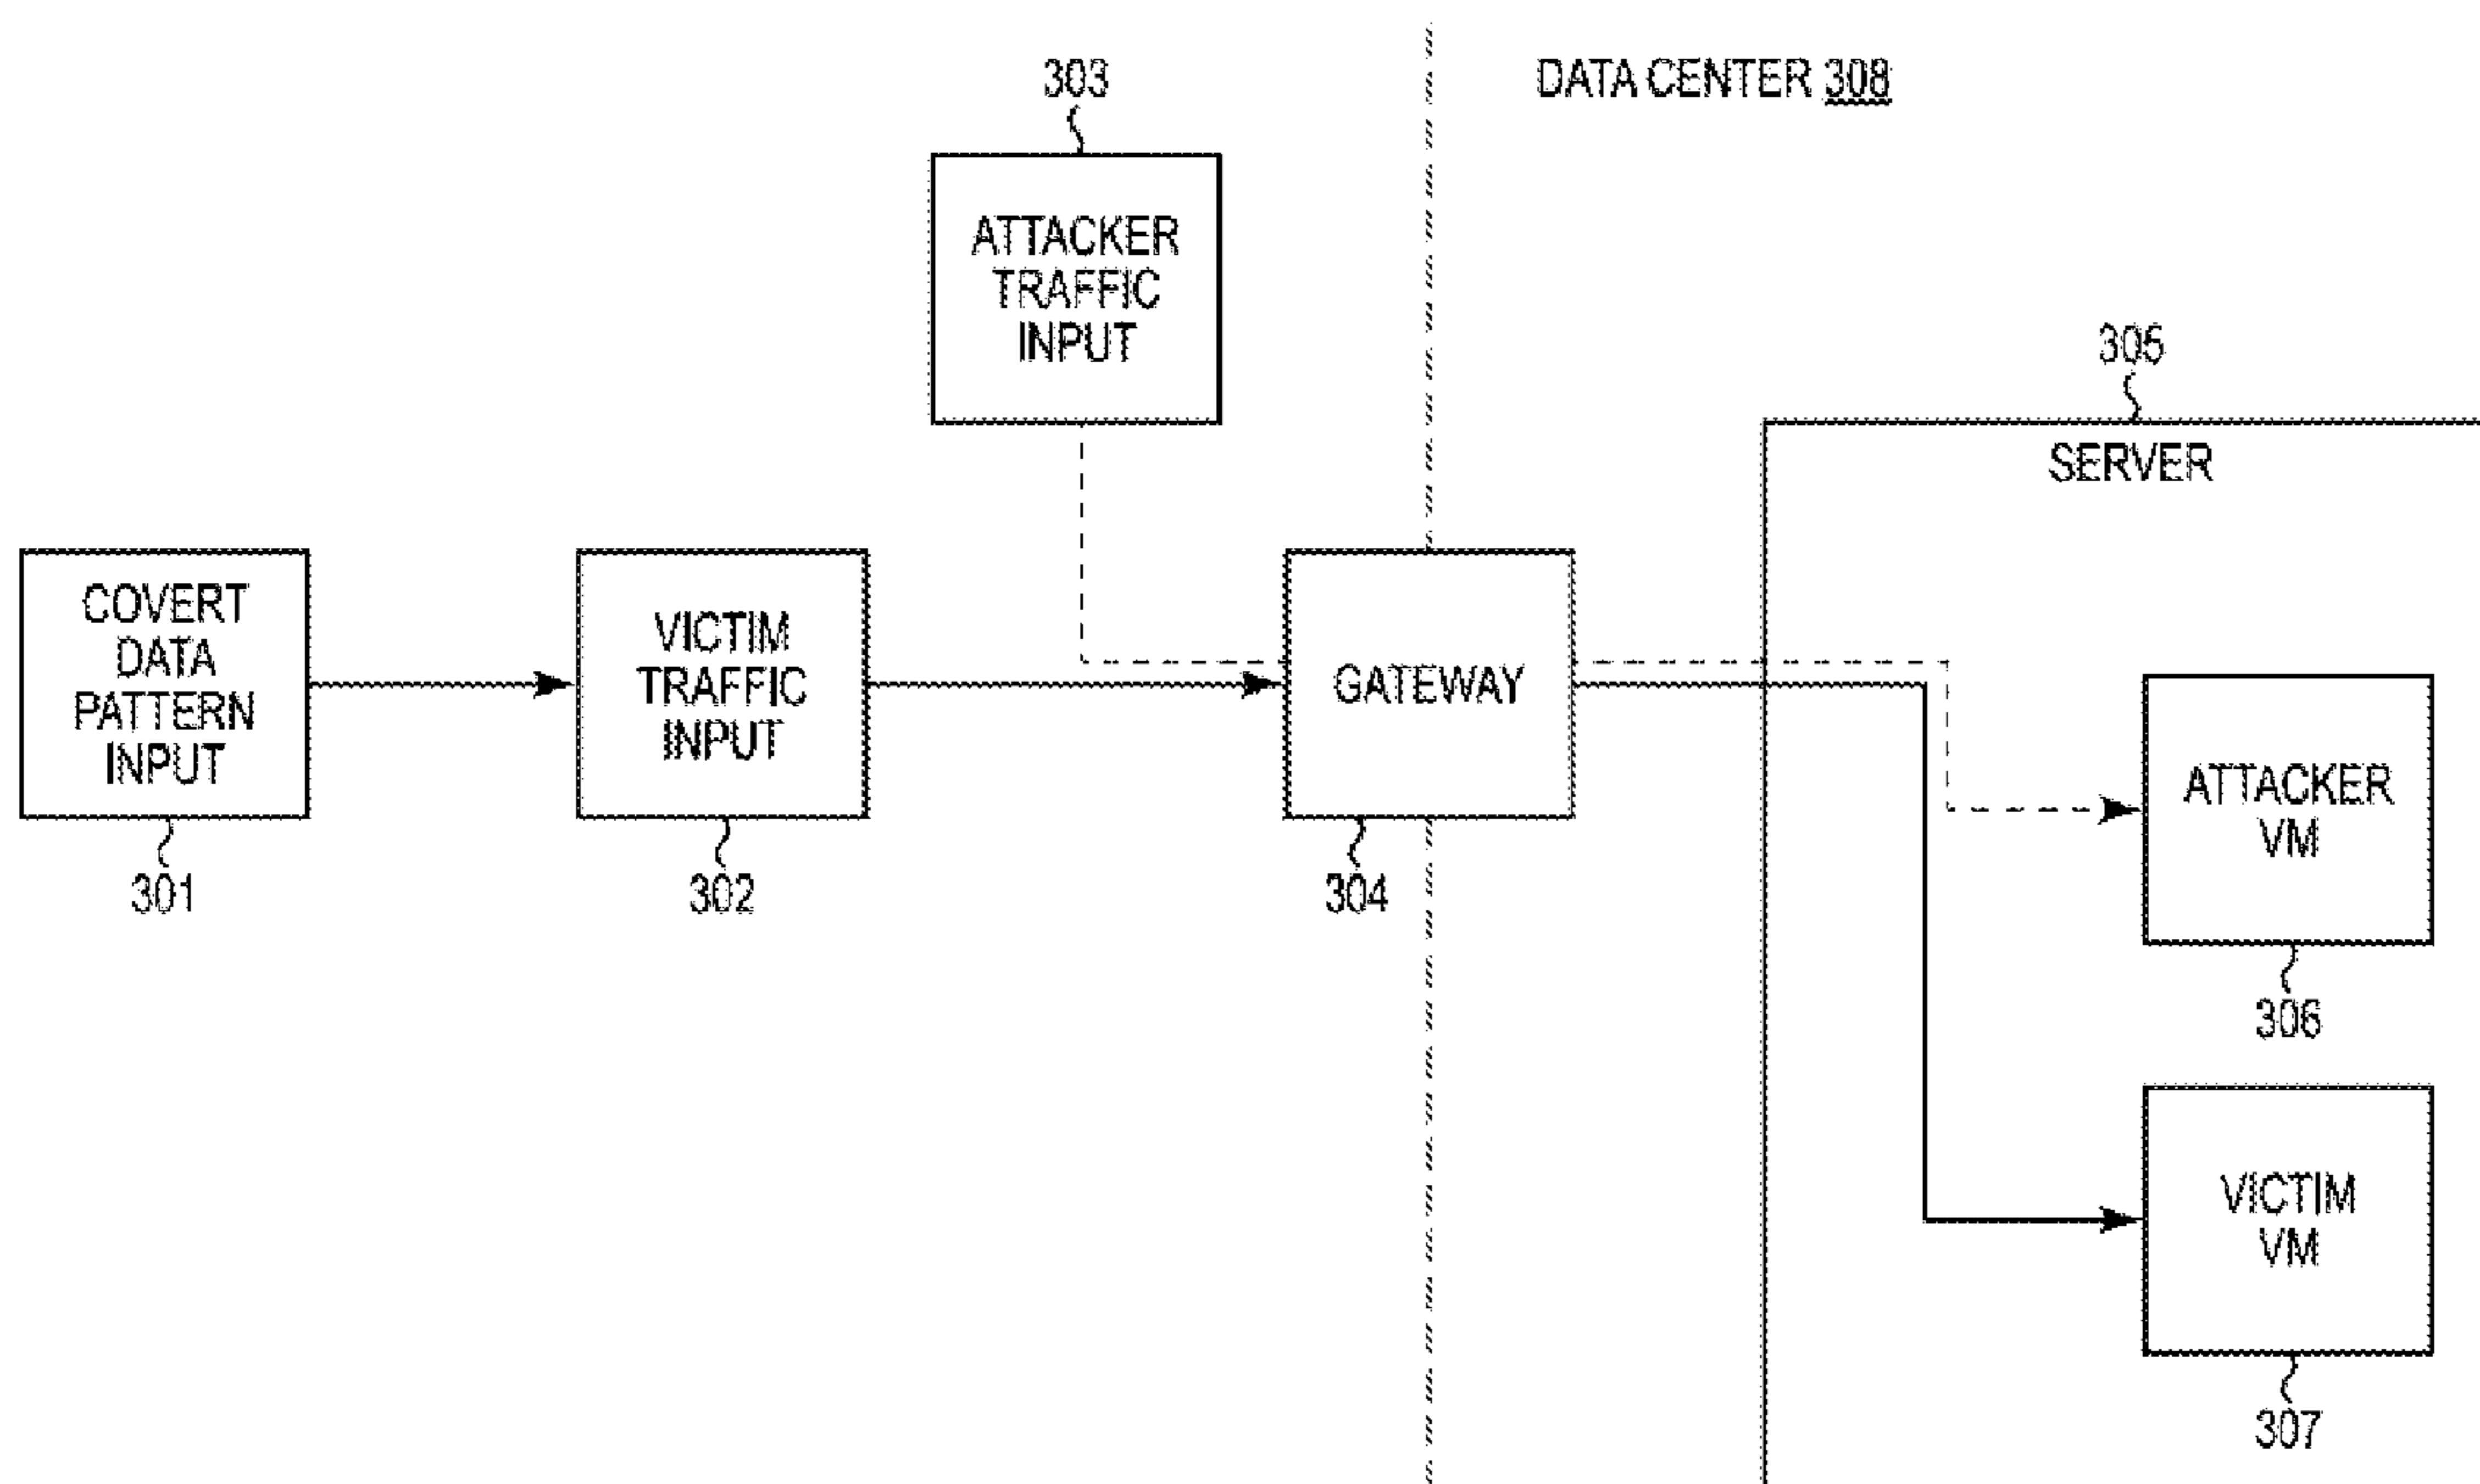 303
DATA CENTER 308
ATTACKER
TRAFFIC
INPUT
305
SERVER
COVERT
DATA
PATTERN
INPUT
301
VICTIM
TRAFFIC
INPUT
302
GATEWAY
304
ATTACKER
VM
306
VICTIM
VM
307